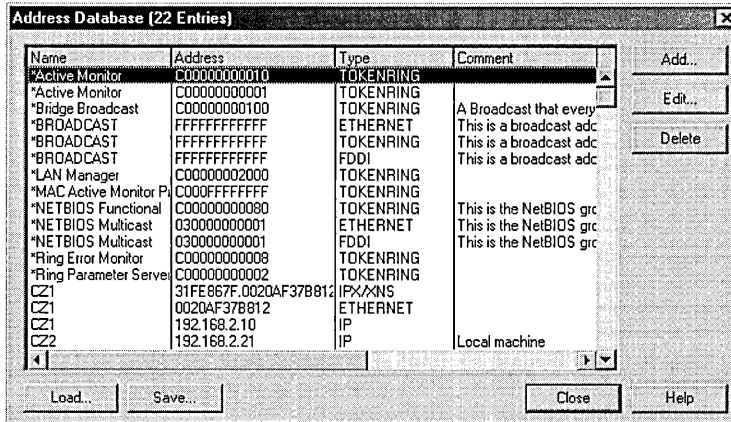 Address Database (22 Entries)
Name Address Type Comment
*Active Monitor C00000000010 TOKENRING
*Active Monitor C00000000001 TOKENRING
*Bridge Broadcast C00000000100 TOKENRING A Broadcast that every
*BROADCAST FFFFFFFFFFFF ETHERNET This is a broadcast adc
*BROADCAST FFFFFFFFFFFF TOKENRING This is a broadcast adc
*BROADCAST FFFFFFFFFFFF FDDI This is a broadcast adc
*LAN Manager C00000002000 TOKENRING
*MAC Active Monitor Pi C000FFFFFFFF TOKENRING
*NETBIOS Functional C00000000080 TOKENRING This is the NetBIOS grc
*NETBIOS Multicast 030000000001 ETHERNET This is the NetBIOS grc
*NETBIOS Multicast 030000000001 FDDI This is the NetBIOS grc
*Ring Error Monitor C00000000008 TOKENRING
*Ring Parameter Server C00000000002 TOKENRING
CZ1 31FE867F.0020AF37B812 IPX/XNS
CZ1 0020AF37B812 ETHERNET
CZ1 192.168.2.10 IP
CZ2 192.168.2.21 IP Local machine
Add...
Edit...
Delete
Load... Save... Close Help